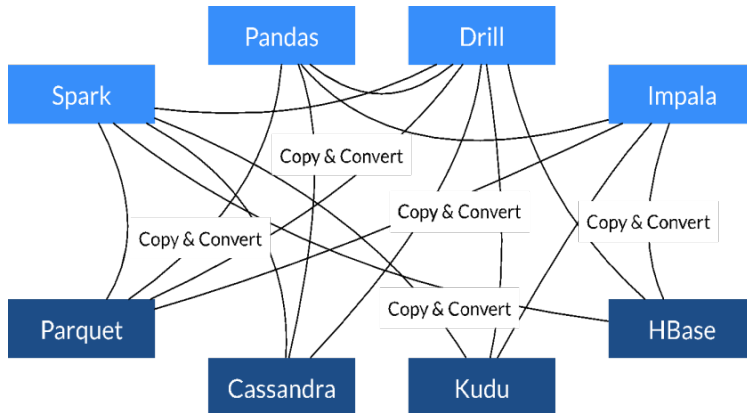 Pandas
Drill
Spark
Impala
Copy & Convert
Copy & Convert
Copy & Convert
Copy & Convert
Copy & Convert
Parquet
HBase
Cassandra
Kudu